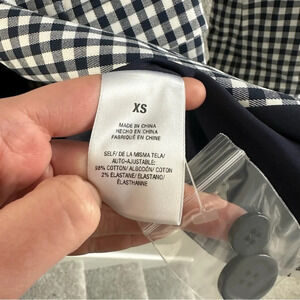 XS
MADE IN CHINA
HECHO EN CHINA
FABRIQUÉ EN CHINE
SELF/ DE LA MISMA TELA/
AUTO-AJUSTABLE:
98% COTTON/ ALGODÓN/ COTON
2% ELASTANE/ ELASTANO/
ÉLASTHANNE